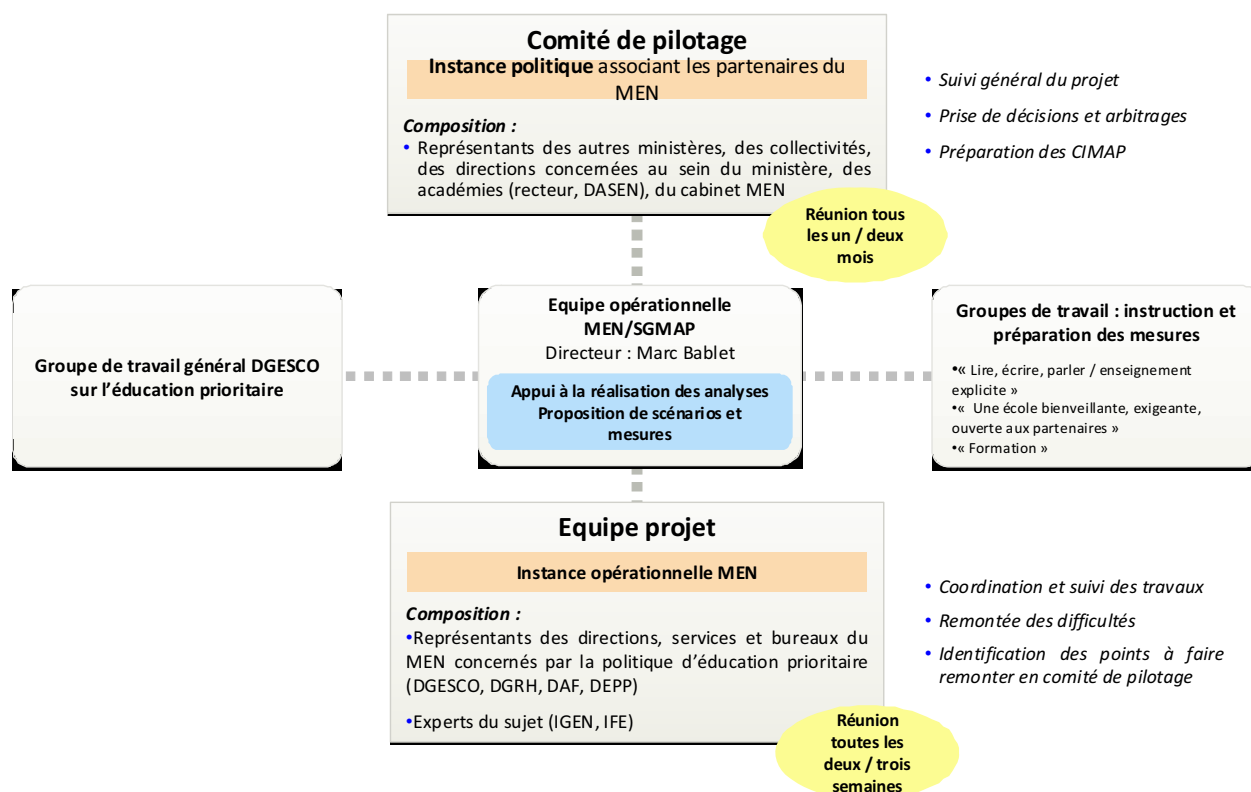 Comité de pilotage
Instance politique associant les partenaires du
MEN
Composition :
• Représentants des autres ministères, des collectivités,
des directions concernées au sein du ministère, des
académies (recteur, DASEN), du cabinet MEN
• Suivi général du projet
• Prise de décisions et arbitrages
• Préparation des CIMAP
Réunion tous
les un / deux
mois
Groupe de travail général DGESCO
sur l’éducation prioritaire
Equipe opérationnelle
MEN/SGMAP
Directeur : Marc Bablet
Appui à la réalisation des analyses
Proposition de scénarios et
mesures
Groupes de travail : instruction et
préparation des mesures
•« Lire, écrire, parler / enseignement
explicite »
•« Une école bienveillante, exigeante,
ouverte aux partenaires »
•« Formation »
Equipe projet
Instance opérationnelle MEN
Composition :
•Représentants des directions, services et bureaux du
MEN concernés par la politique d’éducation prioritaire
(DGESCO, DGRH, DAF, DEPP)
•Experts du sujet (IGEN, IFE)
• Coordination et suivi des travaux
• Remontée des difficultés
• Identification des points à faire
remonter en comité de pilotage
Réunion
toutes les
deux / trois
semaines